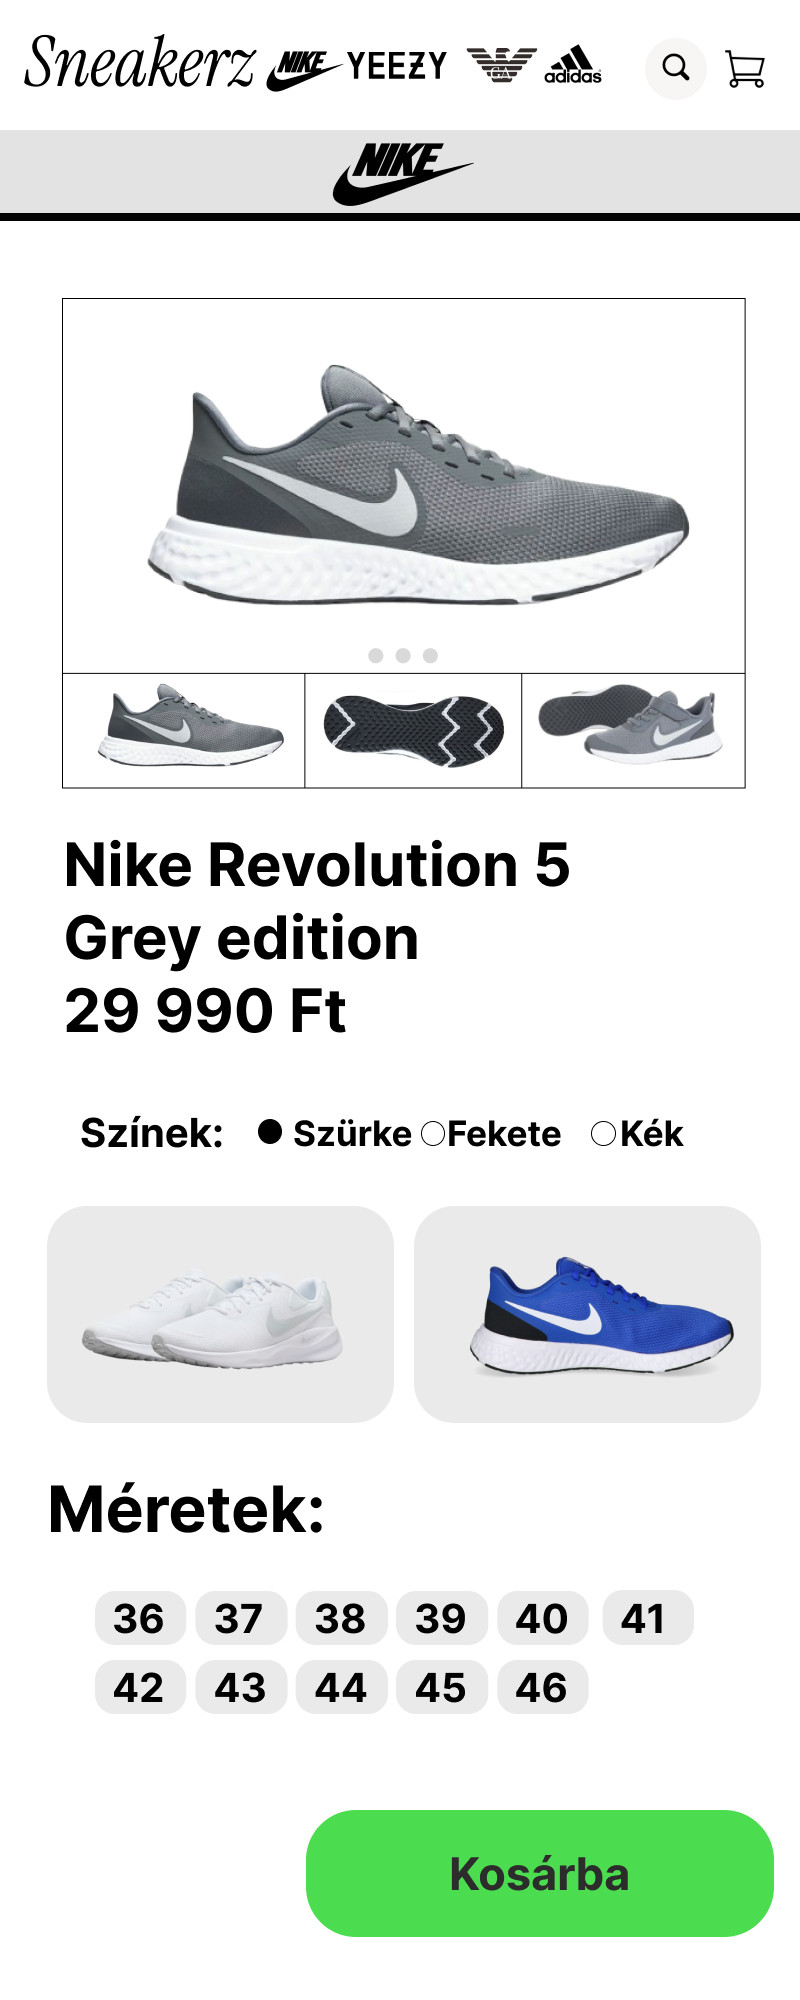 Sneakerz NIKE YEEZY GA adidas
NIKE
Nike Revolution 5
Grey edition
29 990 Ft
Színek: Szürke Fekete Kék
Méretek:
36 37 38 39 40 41
42 43 44 45 46
Kosárba